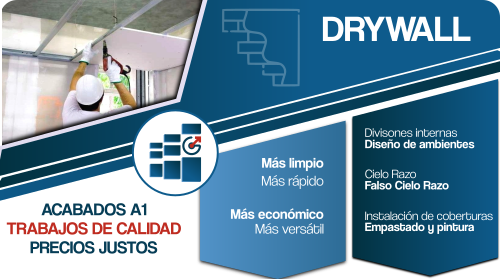 DRYWALL
ACABADOS A1
TRABAJOS DE CALIDAD
PRECIOS JUSTOS
Más limpio
Más rápido
Más económico
Más versátil
Divisones internas
Diseño de ambientes
Cielo Razo
Falso Cielo Razo
Instalación de coberturas
Empastado y pintura